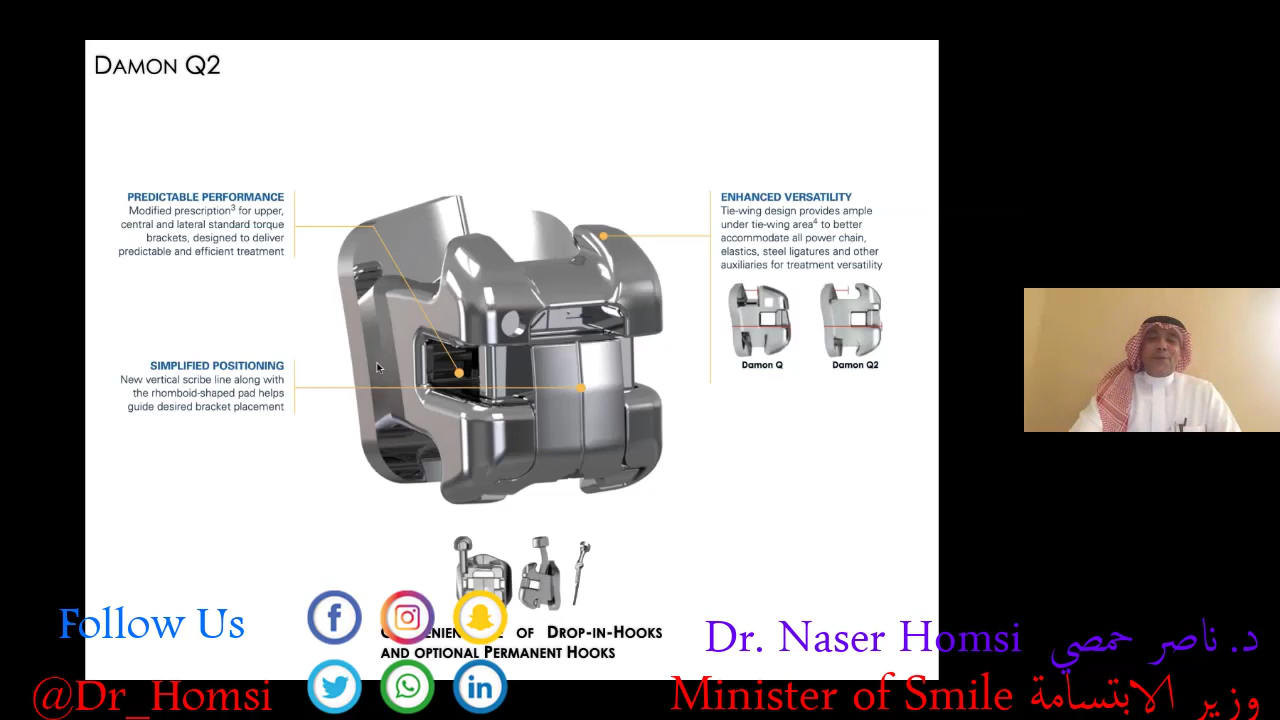 DAMON Q2
PREDICTABLE PERFORMANCE
Modified prescription³ for upper,
central and lateral standard torque
brackets, designed to deliver
predictable and efficient treatment
SIMPLIFIED POSITIONING
New vertical scribe line along with
the rhomboid-shaped pad helps
guide desired bracket placement
ENHANCED VERSATILITY
Tie-wing design provides ample
under tie-wing area⁴ to better
accommodate all power chain,
elastics, steel ligatures and other
auxiliaries for treatment versatility
Damon Q
Damon Q2
OF DROP-IN-HOOKS
AND OPTIONAL PERMANENT HOOKS
Follow Us
@Dr_Homsi
Dr. Naser Homsi د. ناصر حمصي
Minister of Smile وزير الابتسامة